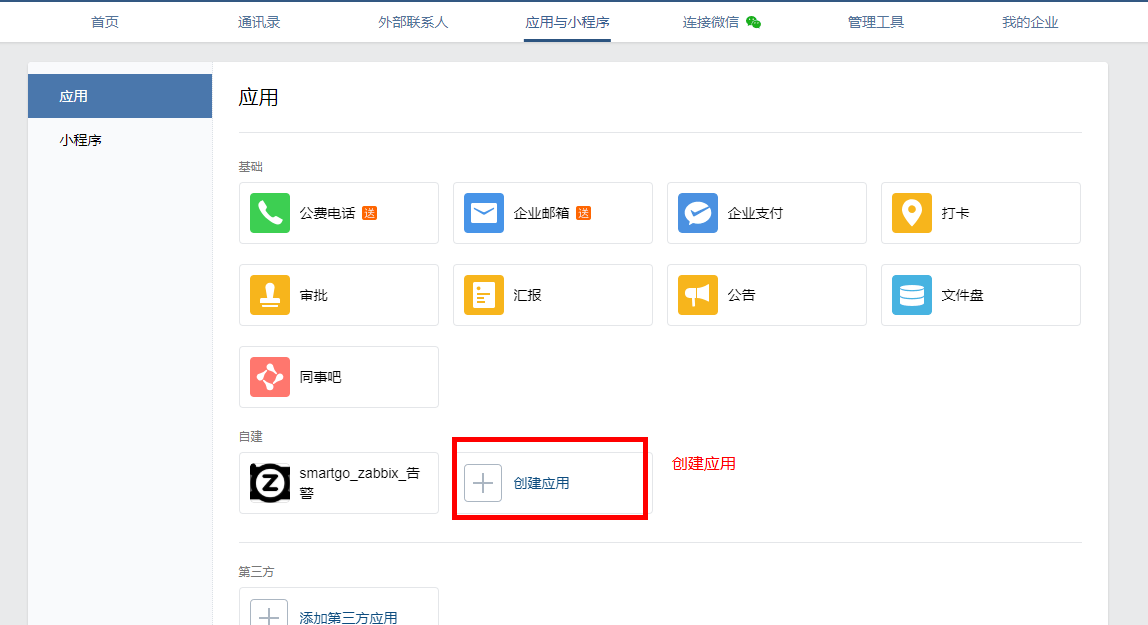 首页 通讯录 外部联系人 应用与小程序 连接微信 管理工具 我的企业
应用
小程序
应用
基础
公费电话 送 企业邮箱 送 企业支付 打卡
审批 汇报 公告 文件盘
同事吧
自建
smartgo_zabbix_告
警
创建应用
创建应用
第三方
添加第三方应用